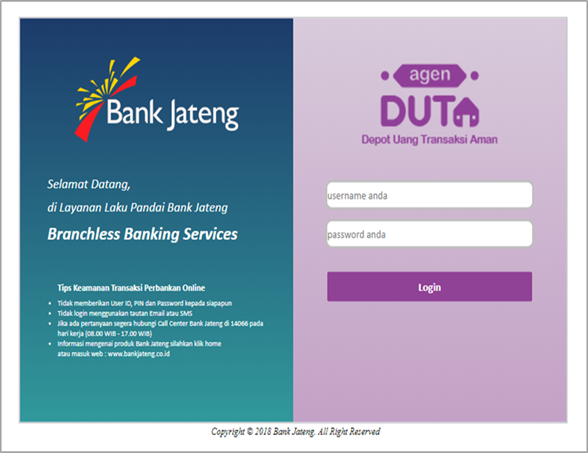 Bank Jateng
Selamat Datang,
di Layanan Laku Pandai Bank Jateng
Branchless Banking Services
Tips Keamanan Transaksi Perbankan Online
• Tidak memberikan User ID, PIN dan Password kepada siapapun
• Tidak login menggunakan tautan Email atau SMS
• Jika ada pertanyaan segera hubungi Call Center Bank Jateng di 14066 pada
hari kerja (08.00 WIB - 17.00 WIB)
• Informasi mengenai produk Bank Jateng silahkan klik home
atau masuk web : www.bankjateng.co.id
agen
DUTA
Depot Uang Transaksi Aman
username anda
password anda
Login
Copyright © 2018 Bank Jateng. All Right Reserved